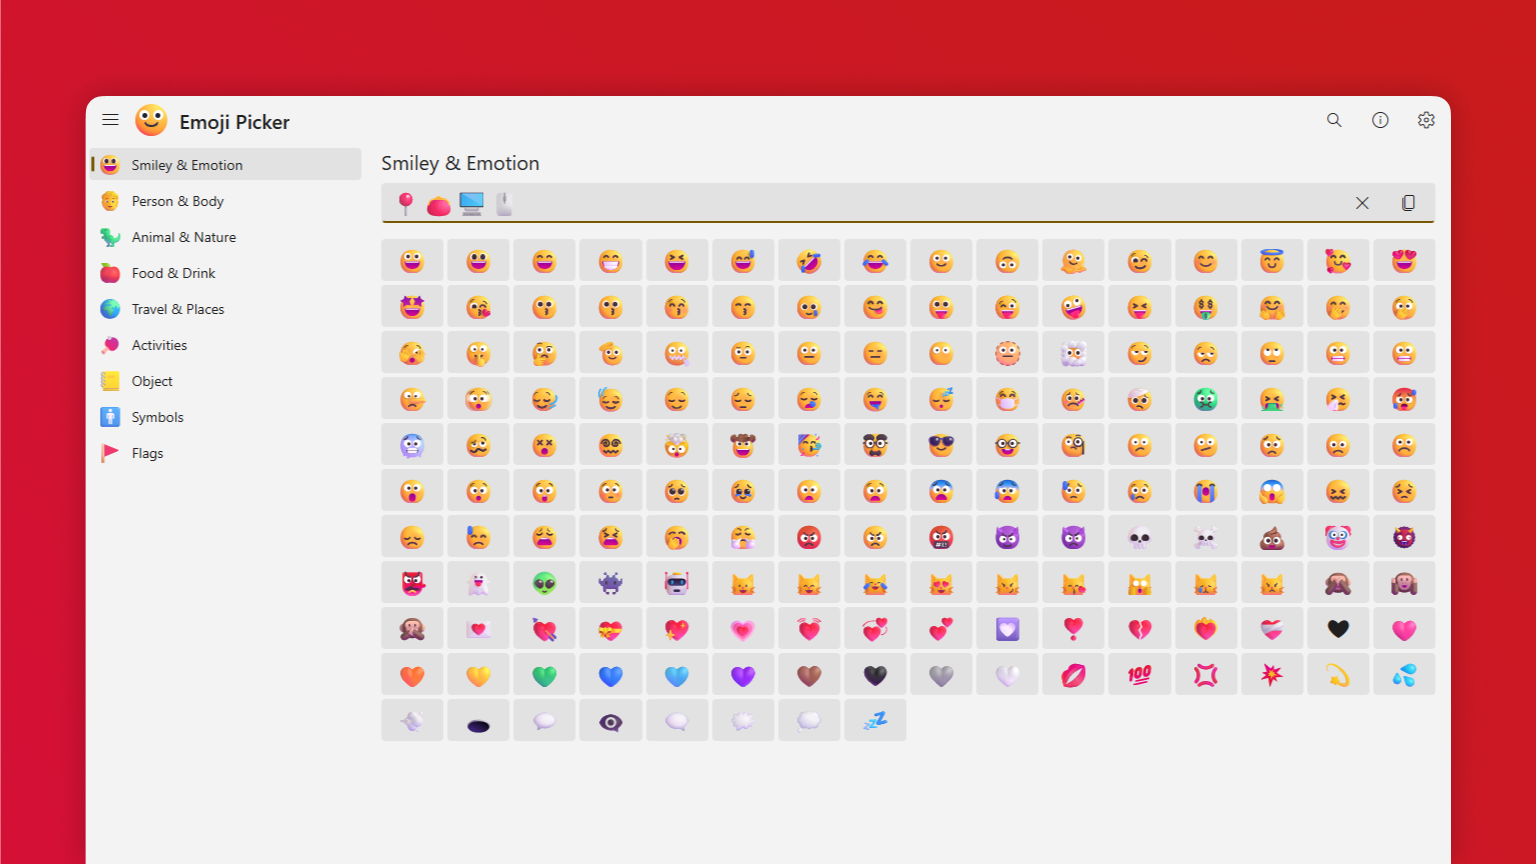 Emoji Picker
Smiley & Emotion
Person & Body
Animal & Nature
Food & Drink
Travel & Places
Activities
Object
Symbols
Flags
Smiley & Emotion